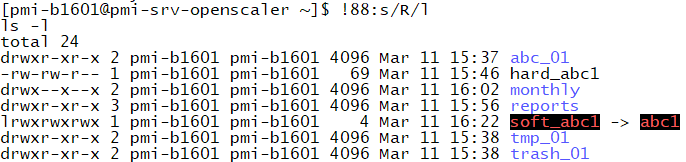 [pmi-b1601@pmi-srv-openscaler ~]$ !88:s/R/l
ls -l
total 24
drwxr-xr-x 2 pmi-b1601 pmi-b1601 4096 Mar 11 15:37 abc_01
-rw-rw-r-- 1 pmi-b1601 pmi-b1601   69 Mar 11 15:46 hard_abc1
drwx--x--x 2 pmi-b1601 pmi-b1601 4096 Mar 11 16:02 monthly
drwxr-xr-x 3 pmi-b1601 pmi-b1601 4096 Mar 11 15:56 reports
lrwxrwxrwx 1 pmi-b1601 pmi-b1601    4 Mar 11 16:22 soft_abc1 -> abc1
drwxr-xr-x 2 pmi-b1601 pmi-b1601 4096 Mar 11 15:38 tmp_01
drwxr-xr-x 2 pmi-b1601 pmi-b1601 4096 Mar 11 15:38 trash_01